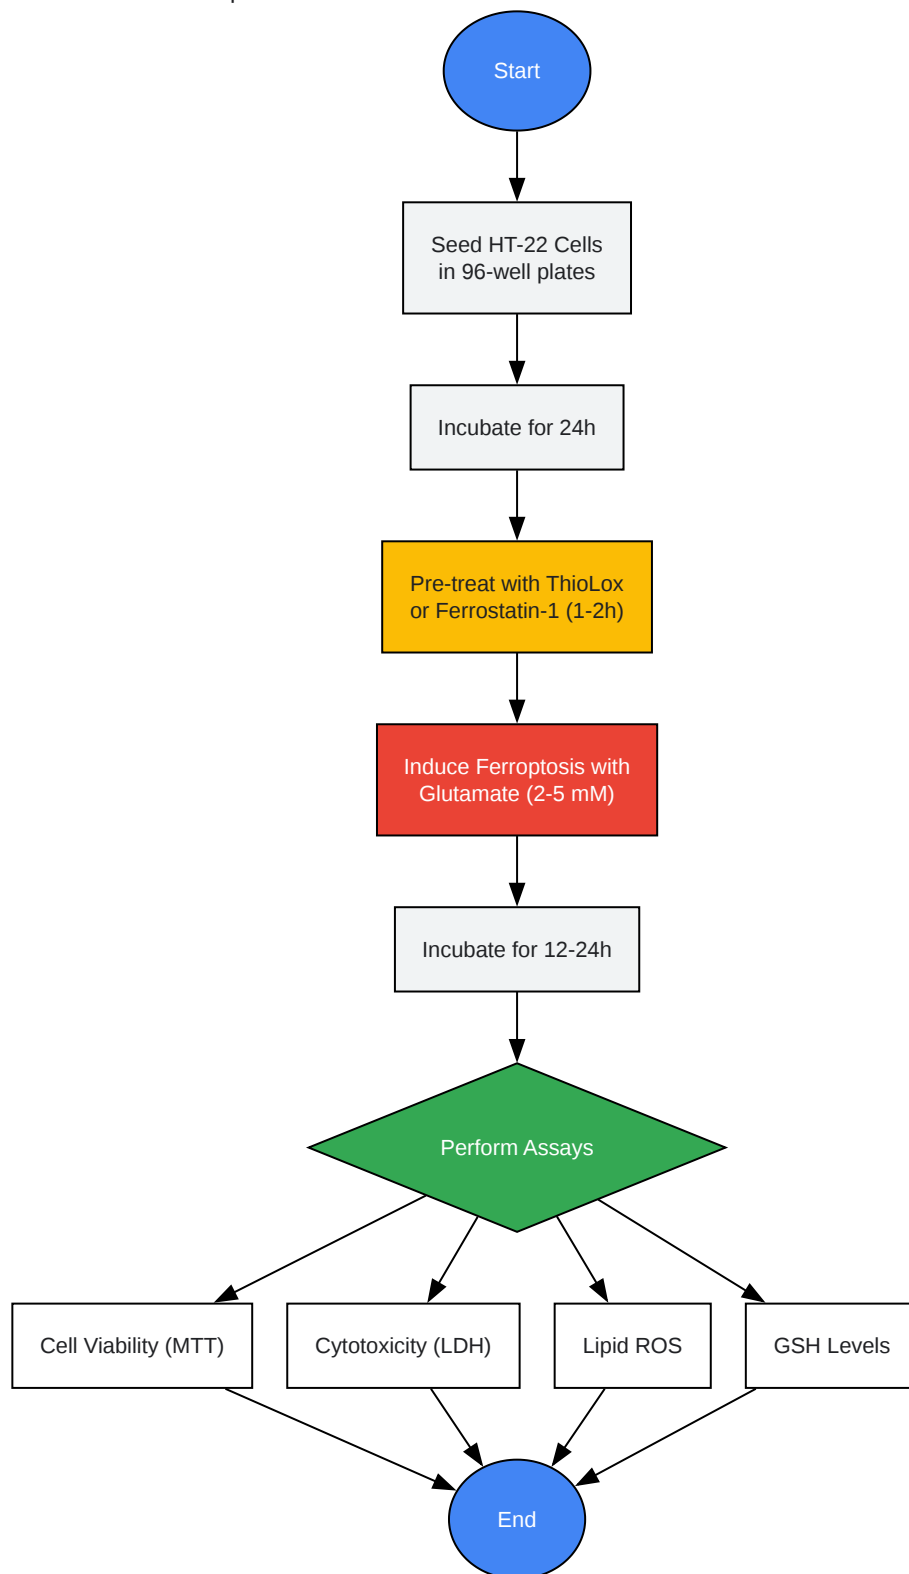 Start
Seed HT-22 Cells
in 96-well plates
Incubate for 24h
Pre-treat with ThioLox
or Ferrostatin-1 (1-2h)
Induce Ferroptosis with
Glutamate (2-5 mM)
Incubate for 12-24h
Perform Assays
Cell Viability (MTT)
Cytotoxicity (LDH)
Lipid ROS
GSH Levels
End